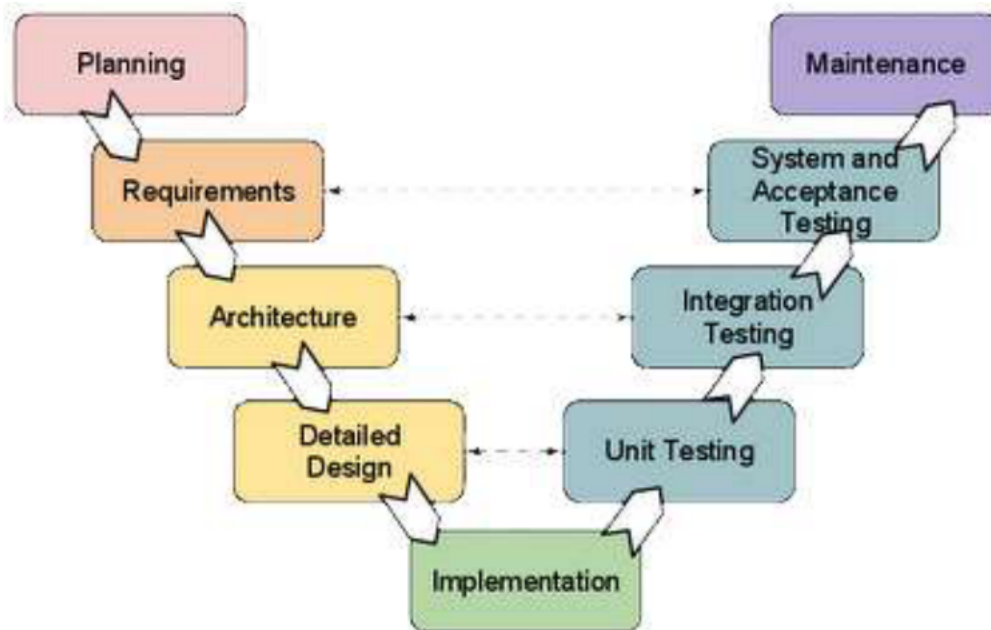 Planning
Maintenance
Requirements
System and
Acceptance
Testing
Architecture
Integration
Testing
Detailed
Design
Unit Testing
Implementation